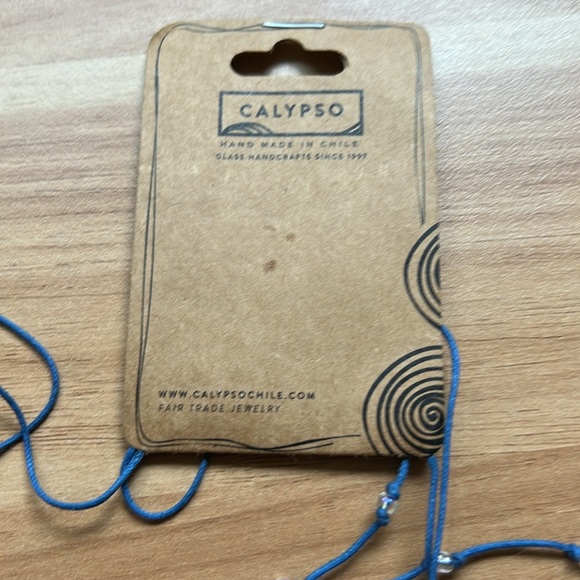 CALYPSO
HAND MADE IN CHILE
GLASS HANDCRAFTS SINCE 1997
WWW.CALYPSOCHILE.COM
FAIR TRADE JEWELRY